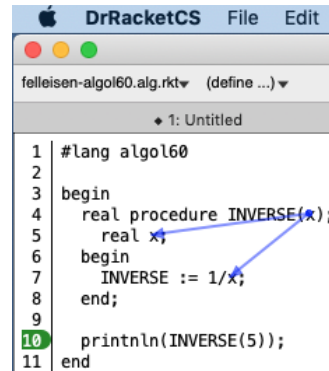 DrRacketCS File Edit
felleisen-algol60.alg.rkt▾ (define ...)▾
◆ 1: Untitled
1 #lang algol60
2
3 begin
4   real procedure INVERSE(x);
5     real x;
6   begin
7     INVERSE := 1/x;
8   end;
9
10   printnln(INVERSE(5));
11 end